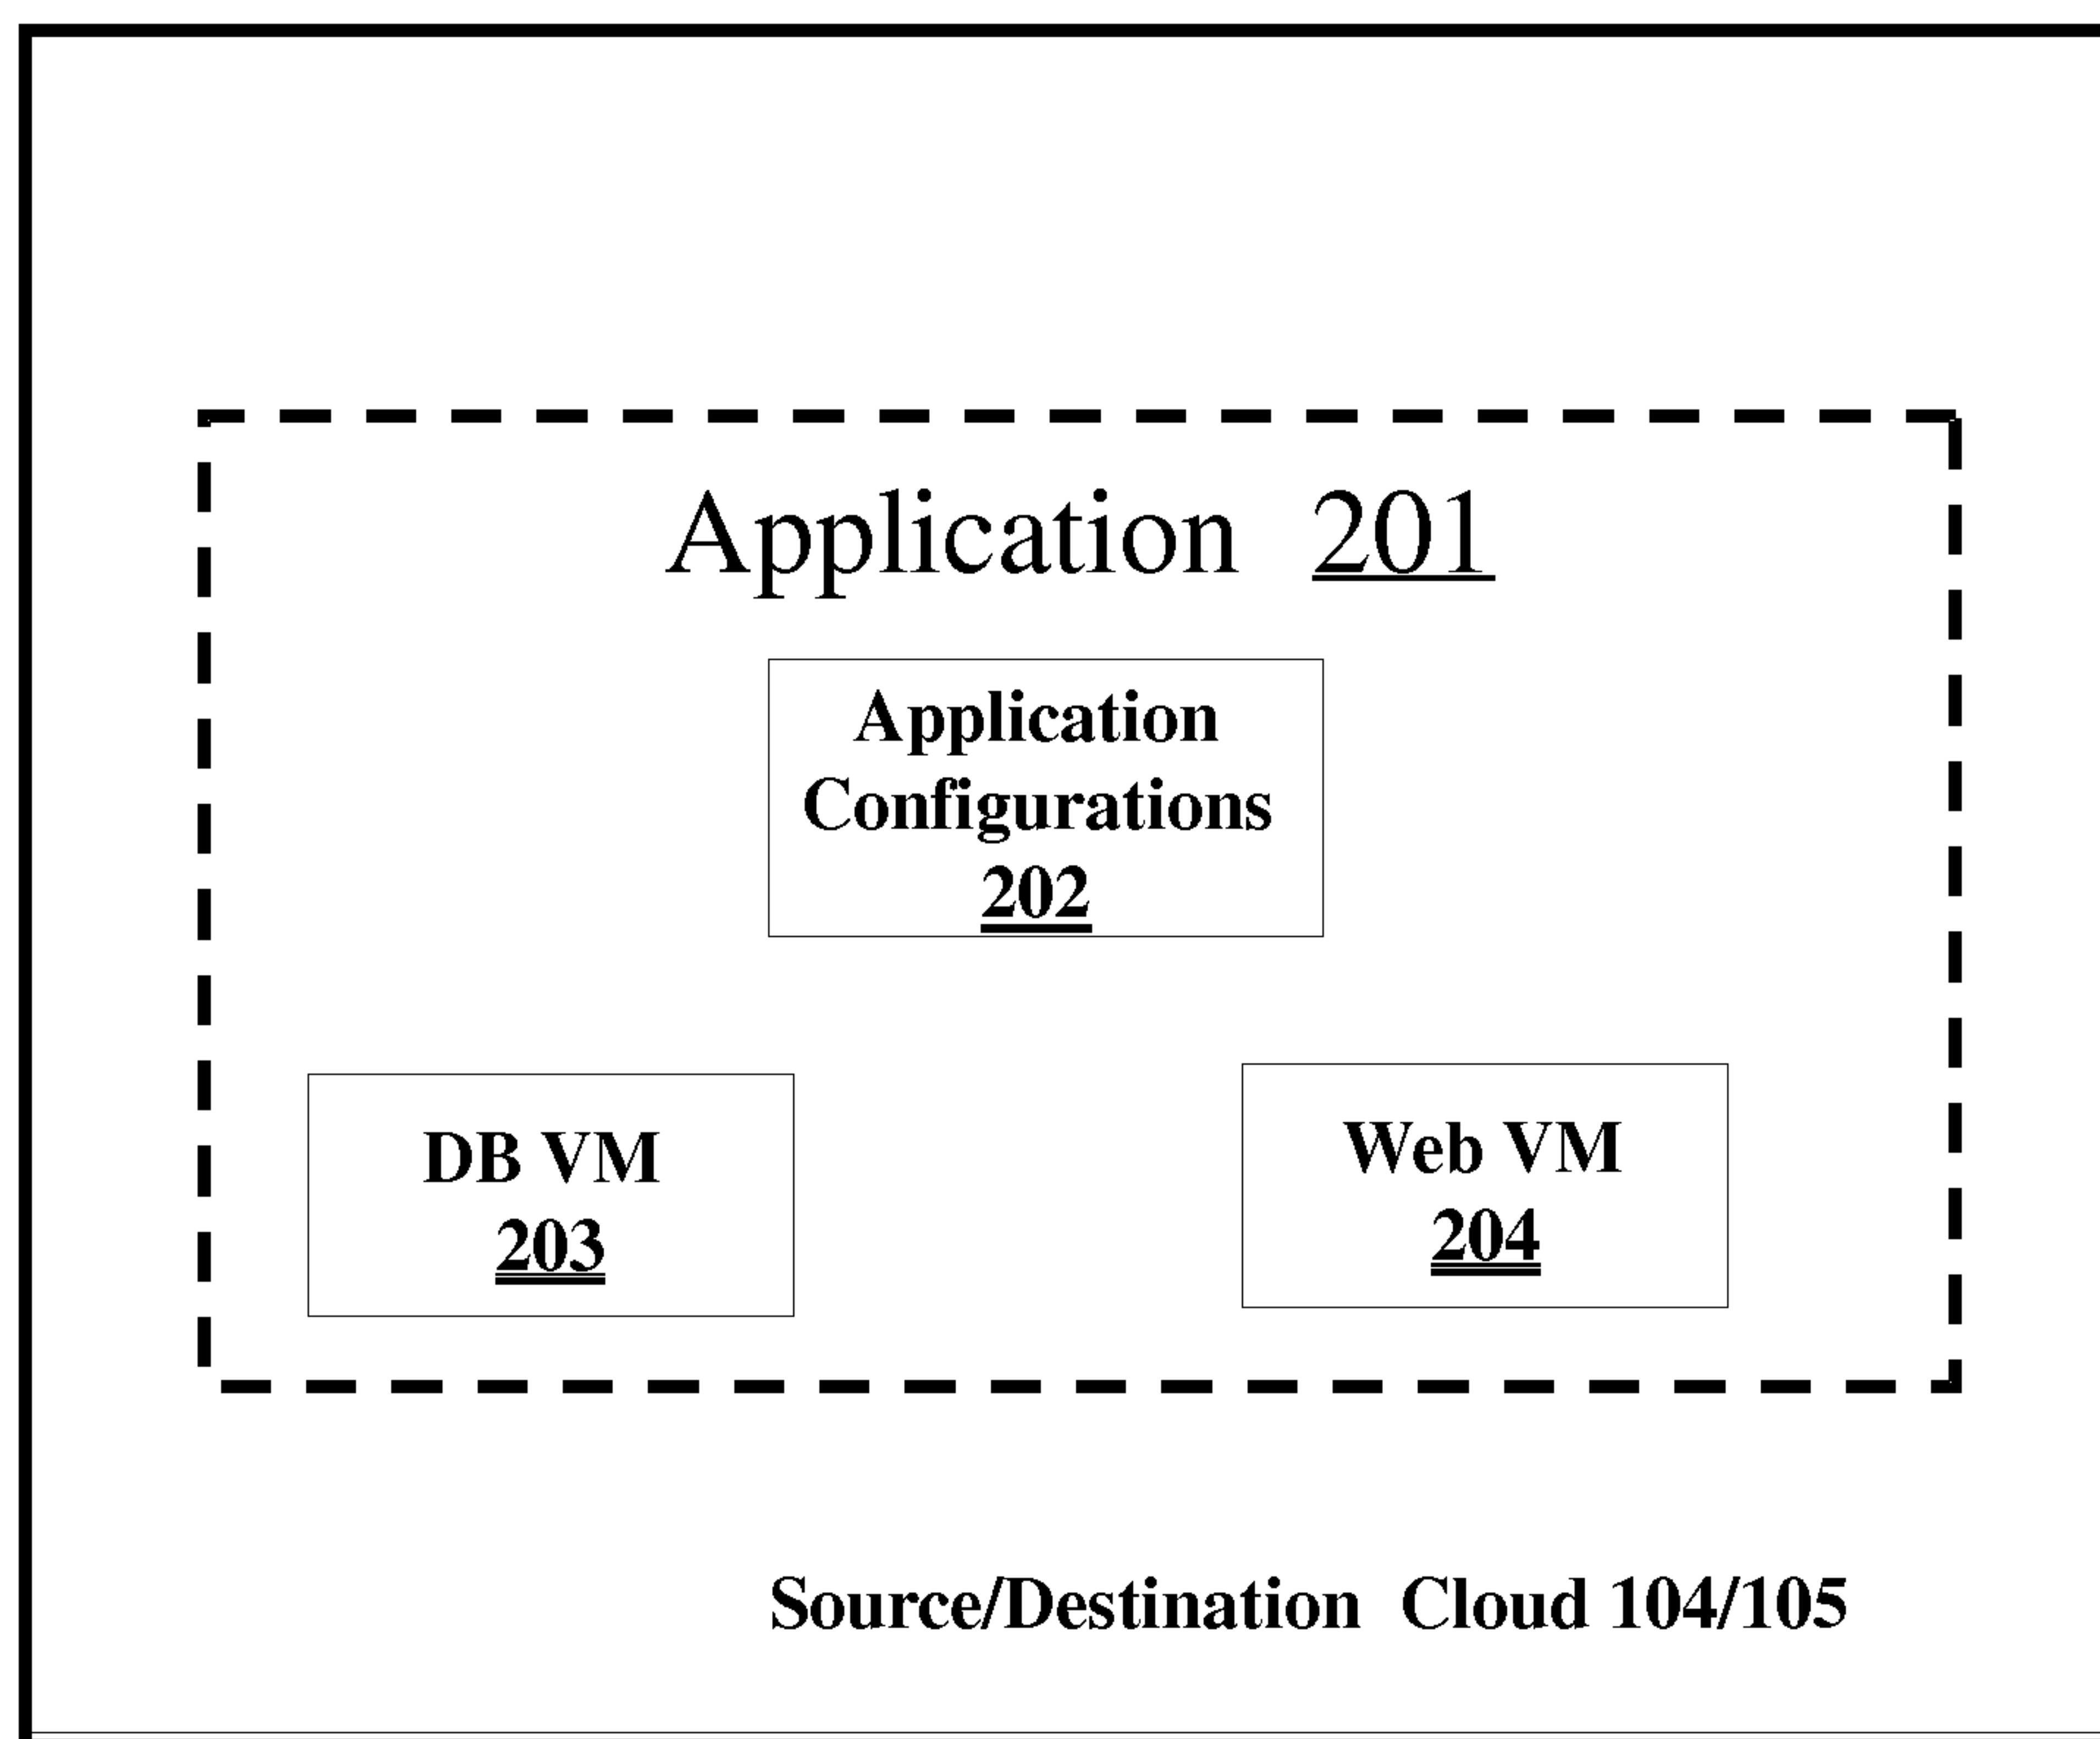 Application 201
Application
Configurations
202
DB VM
203
Web VM
204
Source/Destination Cloud 104/105